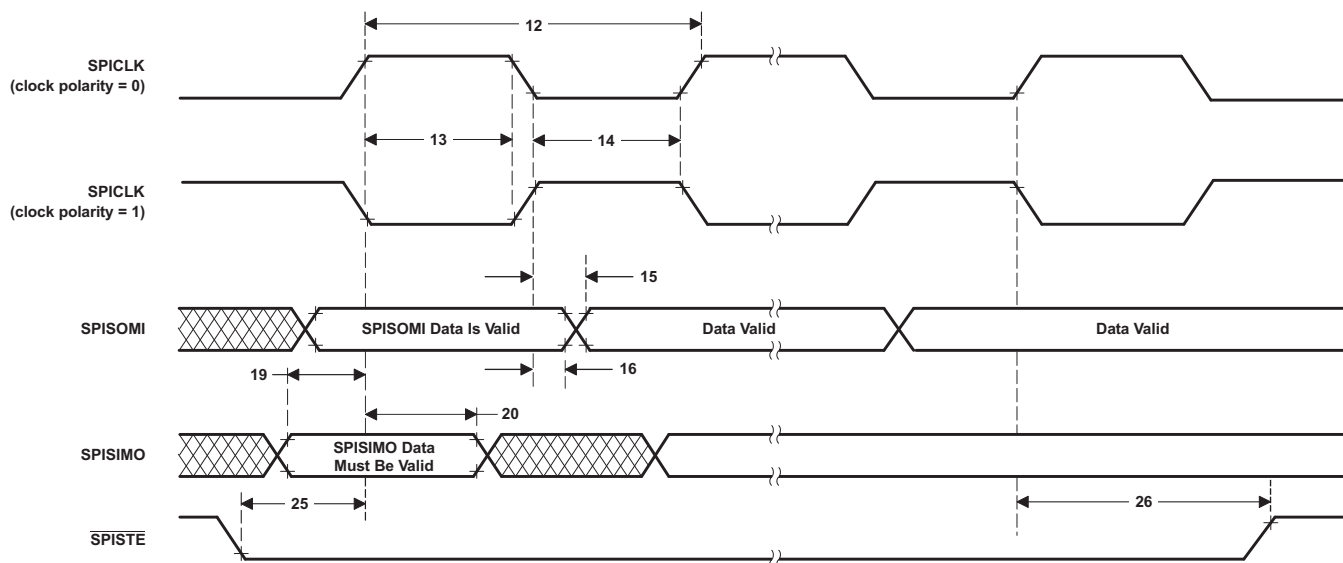 12
SPICLK
(clock polarity = 0)
13
14
SPICLK
(clock polarity = 1)
15
SPISOMI
SPISOMI Data Is Valid
Data Valid
Data Valid
19
16
20
SPISIMO
SPISIMO Data
Must Be Valid
25
26
SPISTE